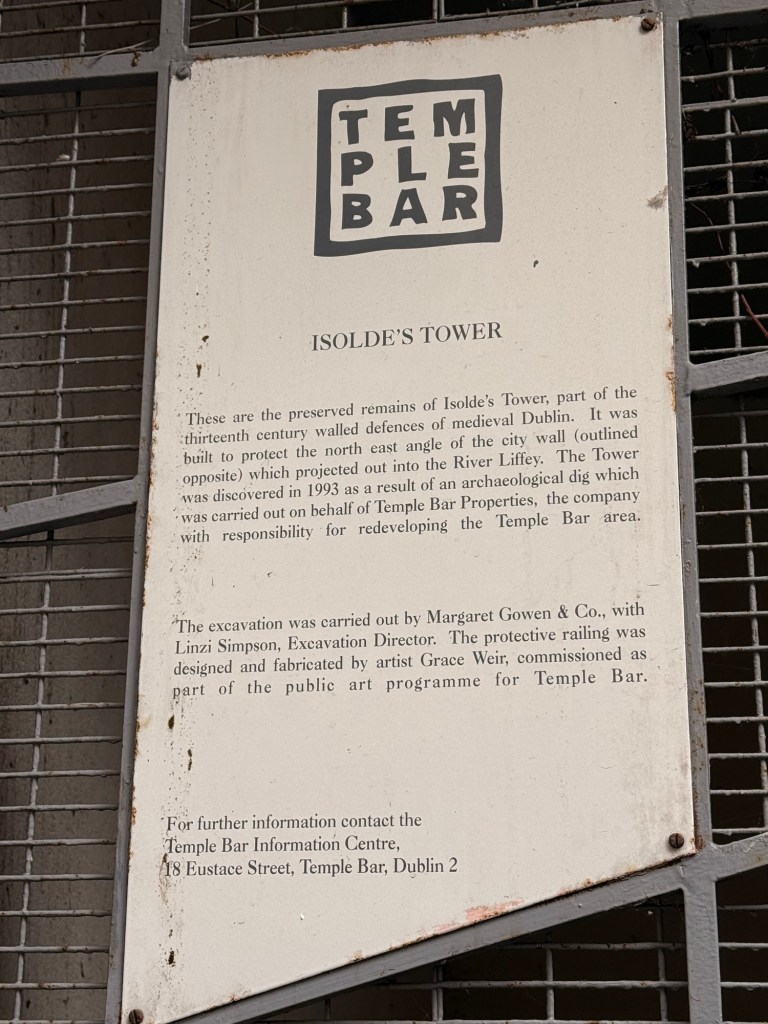 TEM
PLE
BAR
ISOLDE'S TOWER
These are the preserved remains of Isolde's Tower, part of the
thirteenth century walled defences of medieval Dublin. It was
built to protect the north east angle of the city wall (outlined
opposite) which projected out into the River Liffey. The Tower
was discovered in 1993 as a result of an archaeological dig which
was carried out on behalf of Temple Bar Properties, the company
with responsibility for redeveloping the Temple Bar area.
The excavation was carried out by Margaret Gowen & Co., with
Linzi Simpson, Excavation Director. The protective railing was
designed and fabricated by artist Grace Weir, commissioned as
part of the public art programme for Temple Bar.
For further information contact the
Temple Bar Information Centre,
18 Eustace Street, Temple Bar, Dublin 2